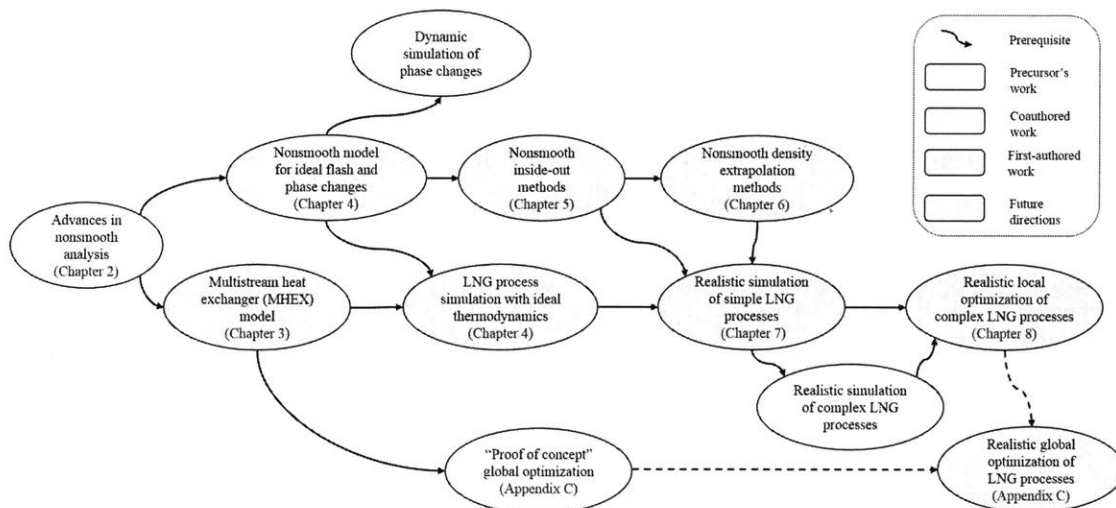 Dynamic
simulation of
phase changes
Nonsmooth model
for ideal flash and
phase changes
(Chapter 4)
Nonsmooth
inside-out
methods
(Chapter 5)
Nonsmooth density
extrapolation
methods
(Chapter 6)
Advances in
nonsmooth
analysis
(Chapter 2)
Multistream heat
exchanger (MHEX)
model
(Chapter 3)
LNG process
simulation with ideal
thermodynamics
(Chapter 4)
Realistic simulation
of simple LNG
processes
(Chapter 7)
Realistic local
optimization of
complex LNG processes
(Chapter 8)
Realistic simulation
of complex LNG
processes
"Proof of concept"
global optimization
(Appendix C)
Realistic global
optimization of
LNG processes
(Appendix C)
Prerequisite
Precursor's
work
Coauthored
work
First-authored
work
Future
directions